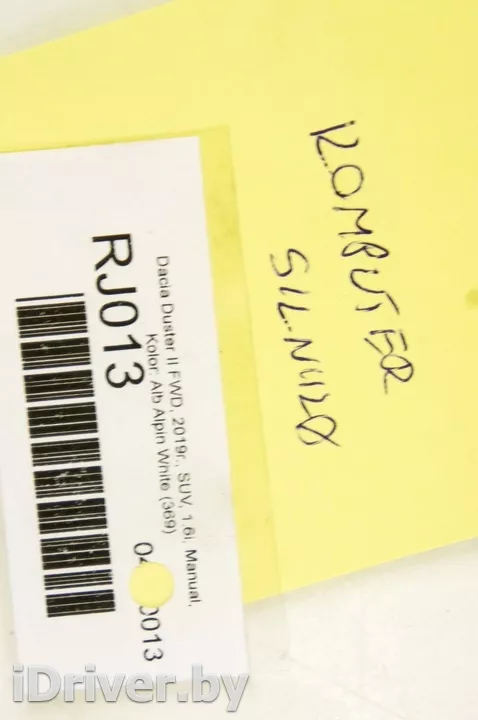 KOMPUTER
SILNIKA
RJ013
Dacia Duster II FWD, 2019r., SUV, 1.6i, Manual,
Kolor: Alb Alpin White (369)
04 0013
iDriver.by